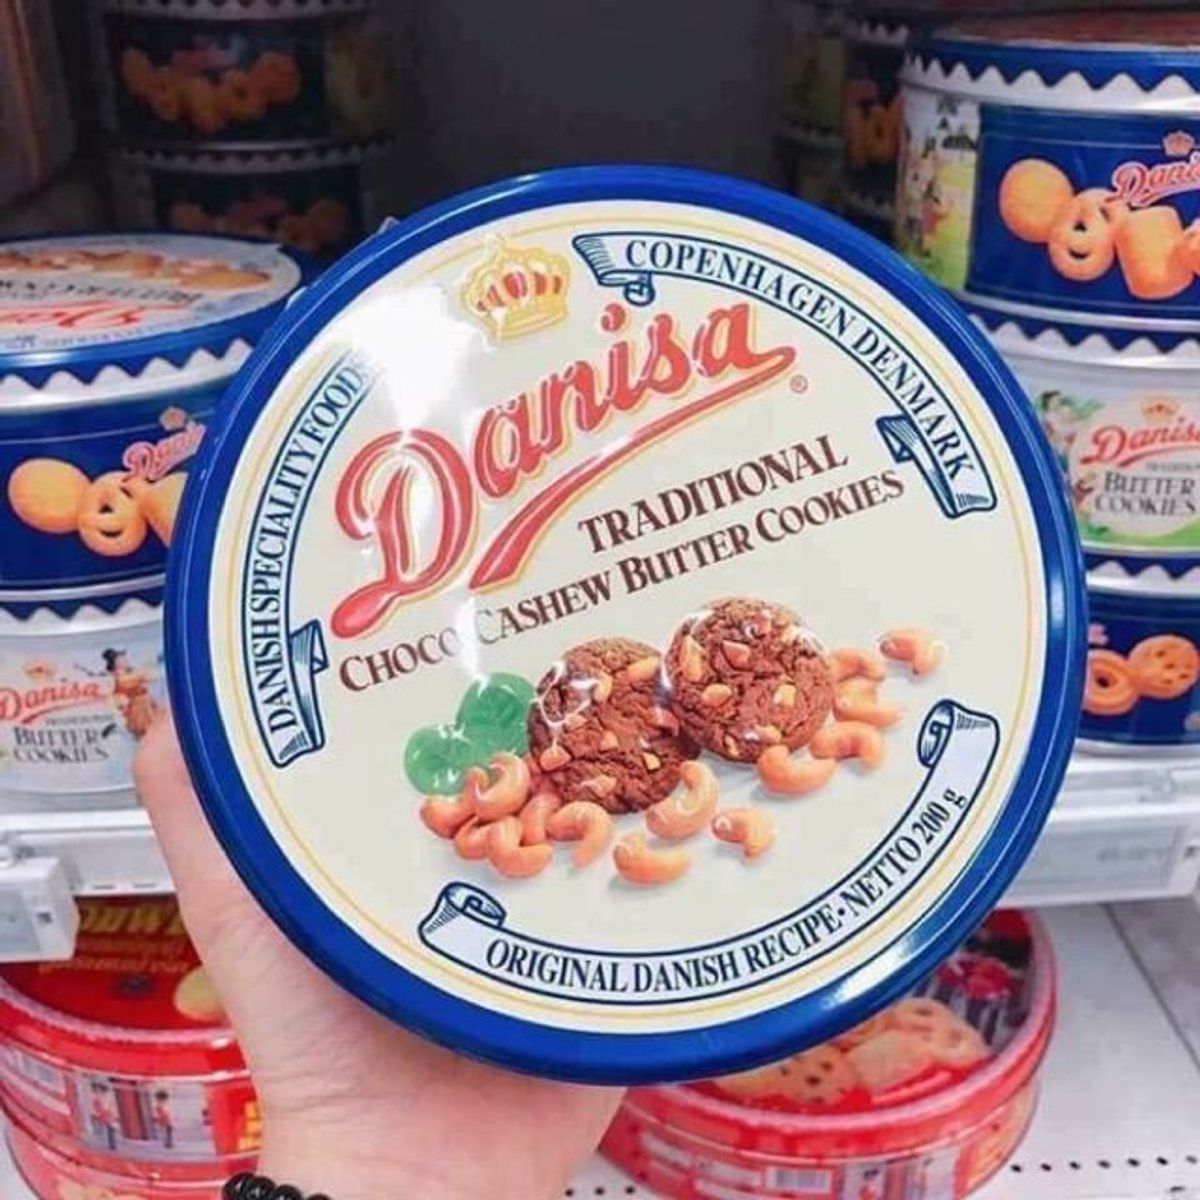 COPENHAGEN DENMARK
DANISH SPECIALITY FOODS
Danisa®
TRADITIONAL
CHOCO CASHEW BUTTER COOKIES
ORIGINAL DANISH RECIPE • NETTO 200 g
Danisa
BUTTER
COOKIES
Danisa
BUTTER
COOKIES